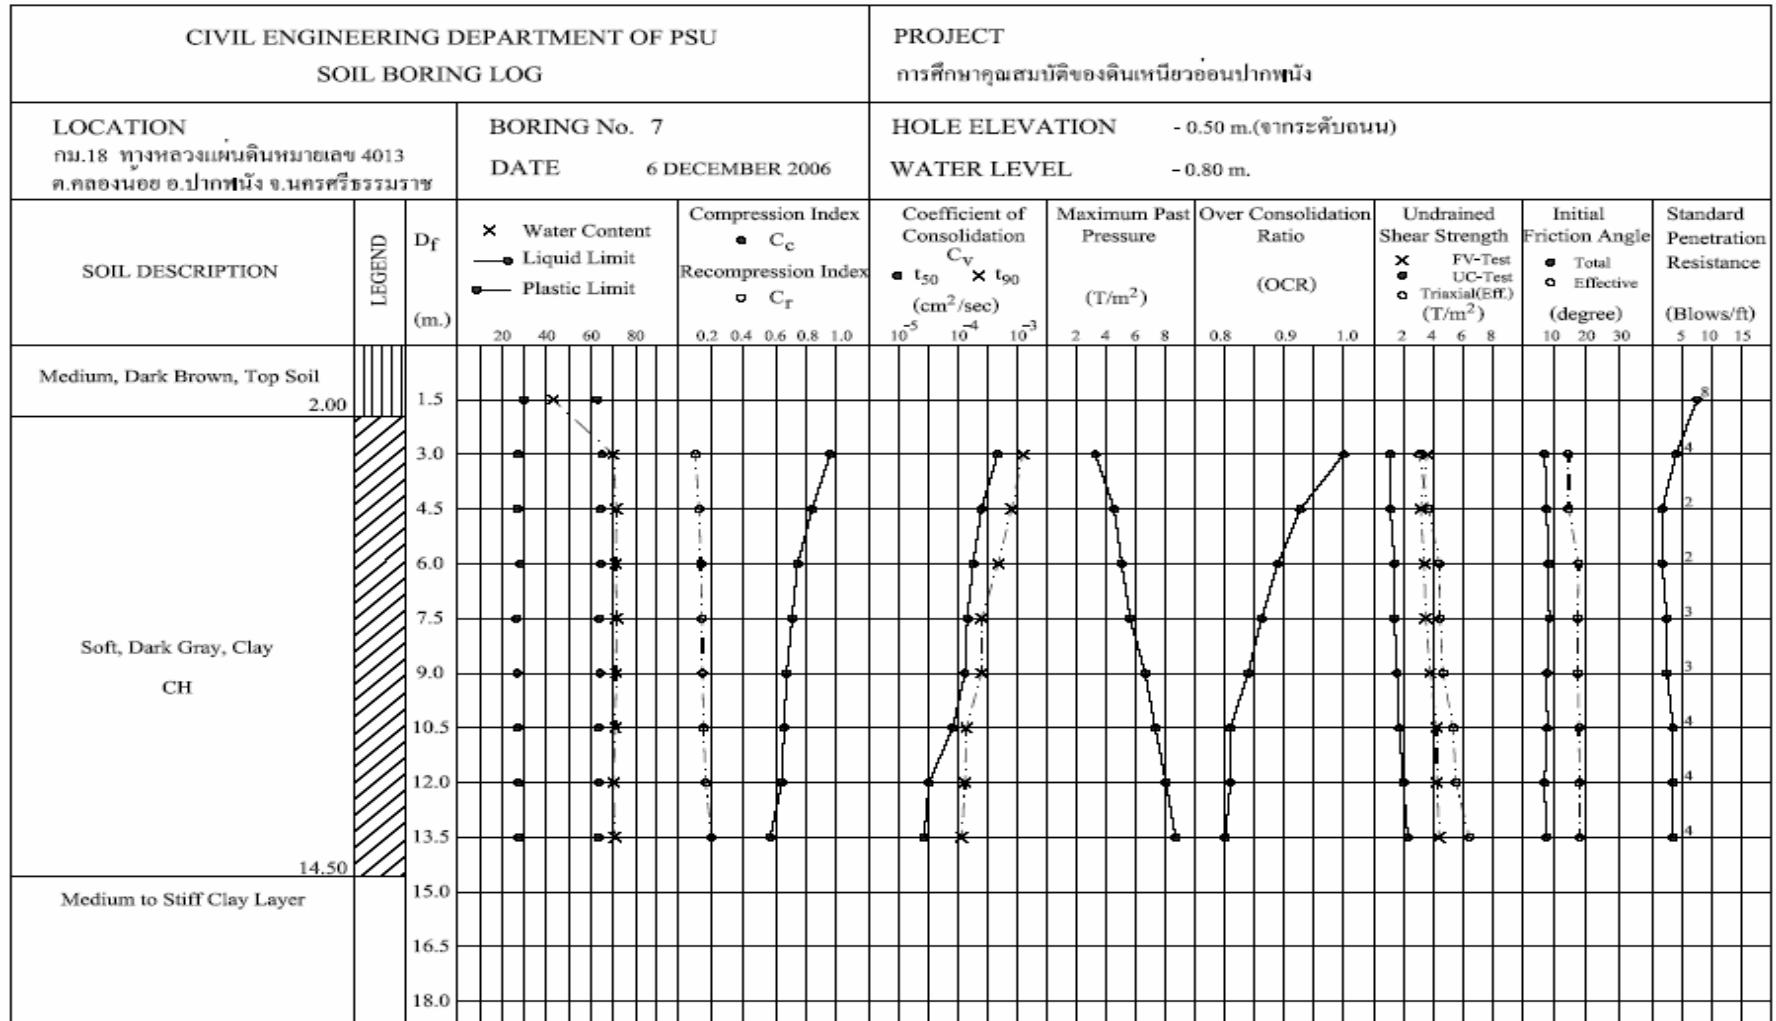 CIVIL ENGINEERING DEPARTMENT OF PSU
SOIL BORING LOG
PROJECT
การศึกษาคุณสมบัติของดินเหนียวอ่อนปากพนัง
LOCATION
กม.18 ทางหลวงแผ่นดินหมายเลข 4013
ต.คลองน้อย อ.ปากพนัง จ.นครศรีธรรมราช
BORING No. 7
DATE 6 DECEMBER 2006
HOLE ELEVATION - 0.50 m.(จากระดับถนน)
WATER LEVEL - 0.80 m.
SOIL DESCRIPTION
LEGEND
Df
(m.)
Water Content
Liquid Limit
Plastic Limit
20 40 60 80
Compression Index
Cc
Recompression Index
Cr
0.2 0.4 0.6 0.8 1.0
Coefficient of
Consolidation
Cv
t50 t90
(cm²/sec)
10⁻⁵ 10⁻⁴ 10⁻³
Maximum Past
Pressure
(T/m²)
2 4 6 8
Over Consolidation
Ratio
(OCR)
0.8 0.9 1.0
Undrained
Shear Strength
FV-Test
UC-Test
Triaxial(Eff.)
(T/m²)
2 4 6 8
Initial
Friction Angle
Total
Effective
(degree)
10 20 30
Standard
Penetration
Resistance
(Blows/ft)
5 10 15
Medium, Dark Brown, Top Soil
2.00
1.5 8
3.0 4
4.5 2
6.0 2
7.5 3
Soft, Dark Gray, Clay
CH
9.0 3
10.5 4
12.0 4
13.5 4
14.50
Medium to Stiff Clay Layer
15.0
16.5
18.0